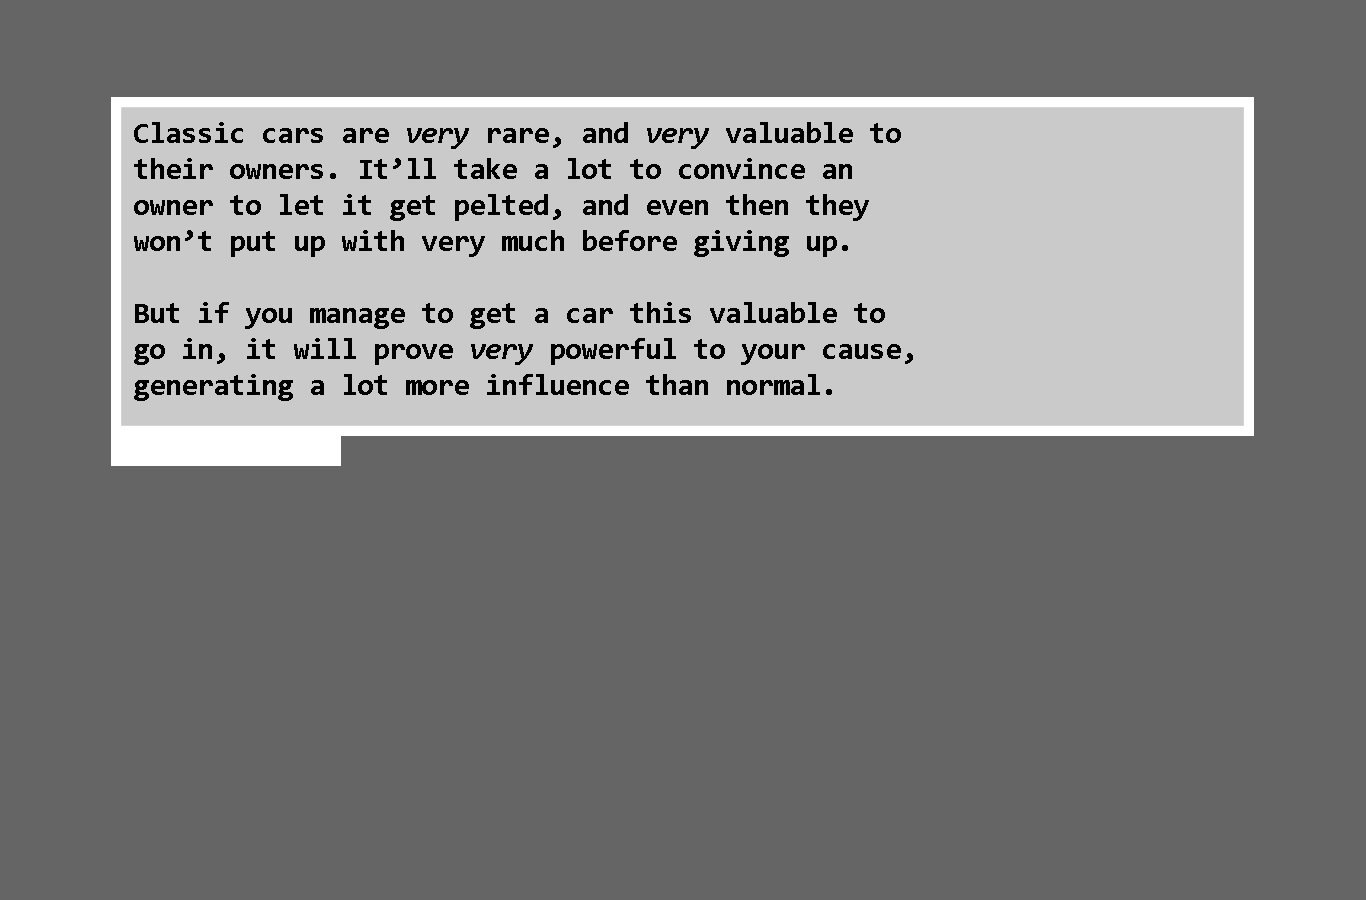 Classic cars are very rare, and very valuable to
their owners. It’ll take a lot to convince an
owner to let it get pelted, and even then they
won’t put up with very much before giving up.
But if you manage to get a car this valuable to
go in, it will prove very powerful to your cause,
generating a lot more influence than normal.